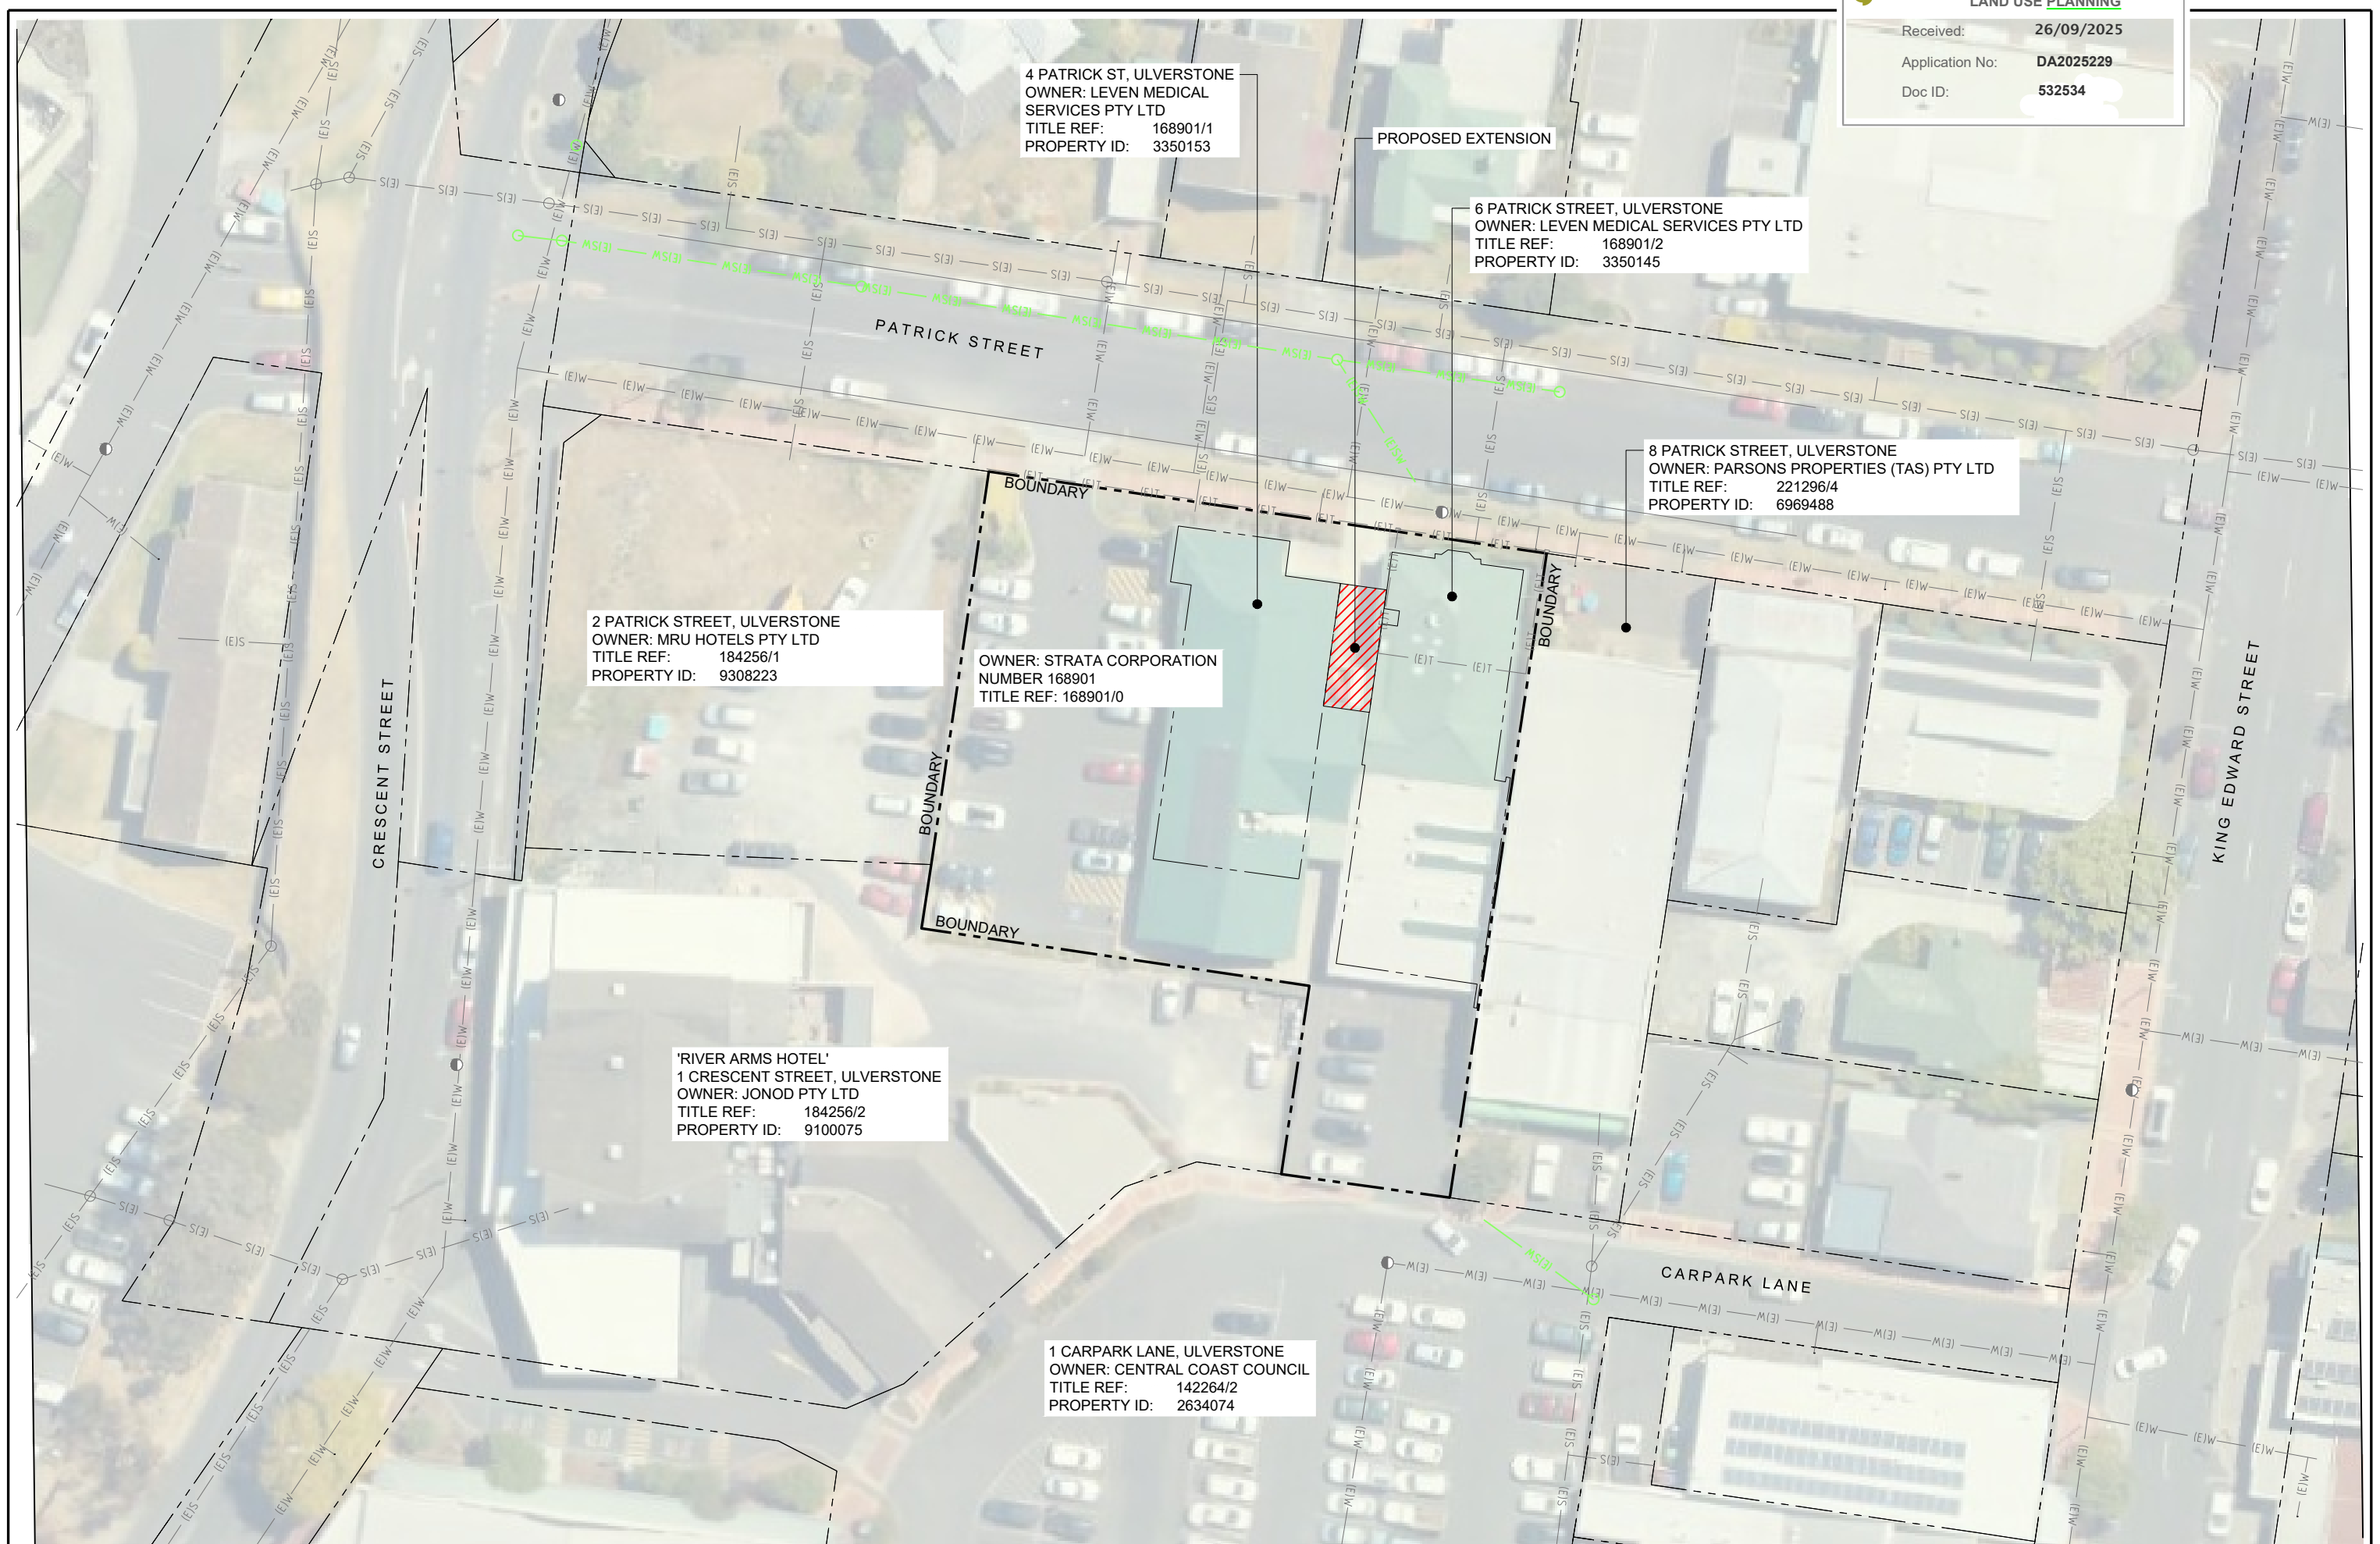 LAND USE PLANNING
Received: 26/09/2025
Application No: DA2025229
Doc ID: 532534
4 PATRICK ST, ULVERSTONE
OWNER: LEVEN MEDICAL
SERVICES PTY LTD
TITLE REF: 168901/1
PROPERTY ID: 3350153
PROPOSED EXTENSION
6 PATRICK STREET, ULVERSTONE
OWNER: LEVEN MEDICAL SERVICES PTY LTD
TITLE REF: 168901/2
PROPERTY ID: 3350145
PATRICK STREET
8 PATRICK STREET, ULVERSTONE
OWNER: PARSONS PROPERTIES (TAS) PTY LTD
TITLE REF: 221296/4
PROPERTY ID: 6969488
BOUNDARY
BOUNDARY
2 PATRICK STREET, ULVERSTONE
OWNER: MRU HOTELS PTY LTD
TITLE REF: 184256/1
PROPERTY ID: 9308223
OWNER: STRATA CORPORATION
NUMBER 168901
TITLE REF: 168901/0
CRESCENT STREET
KING EDWARD STREET
BOUNDARY
BOUNDARY
'RIVER ARMS HOTEL'
1 CRESCENT STREET, ULVERSTONE
OWNER: JONOD PTY LTD
TITLE REF: 184256/2
PROPERTY ID: 9100075
CARPARK LANE
1 CARPARK LANE, ULVERSTONE
OWNER: CENTRAL COAST COUNCIL
TITLE REF: 142264/2
PROPERTY ID: 2634074